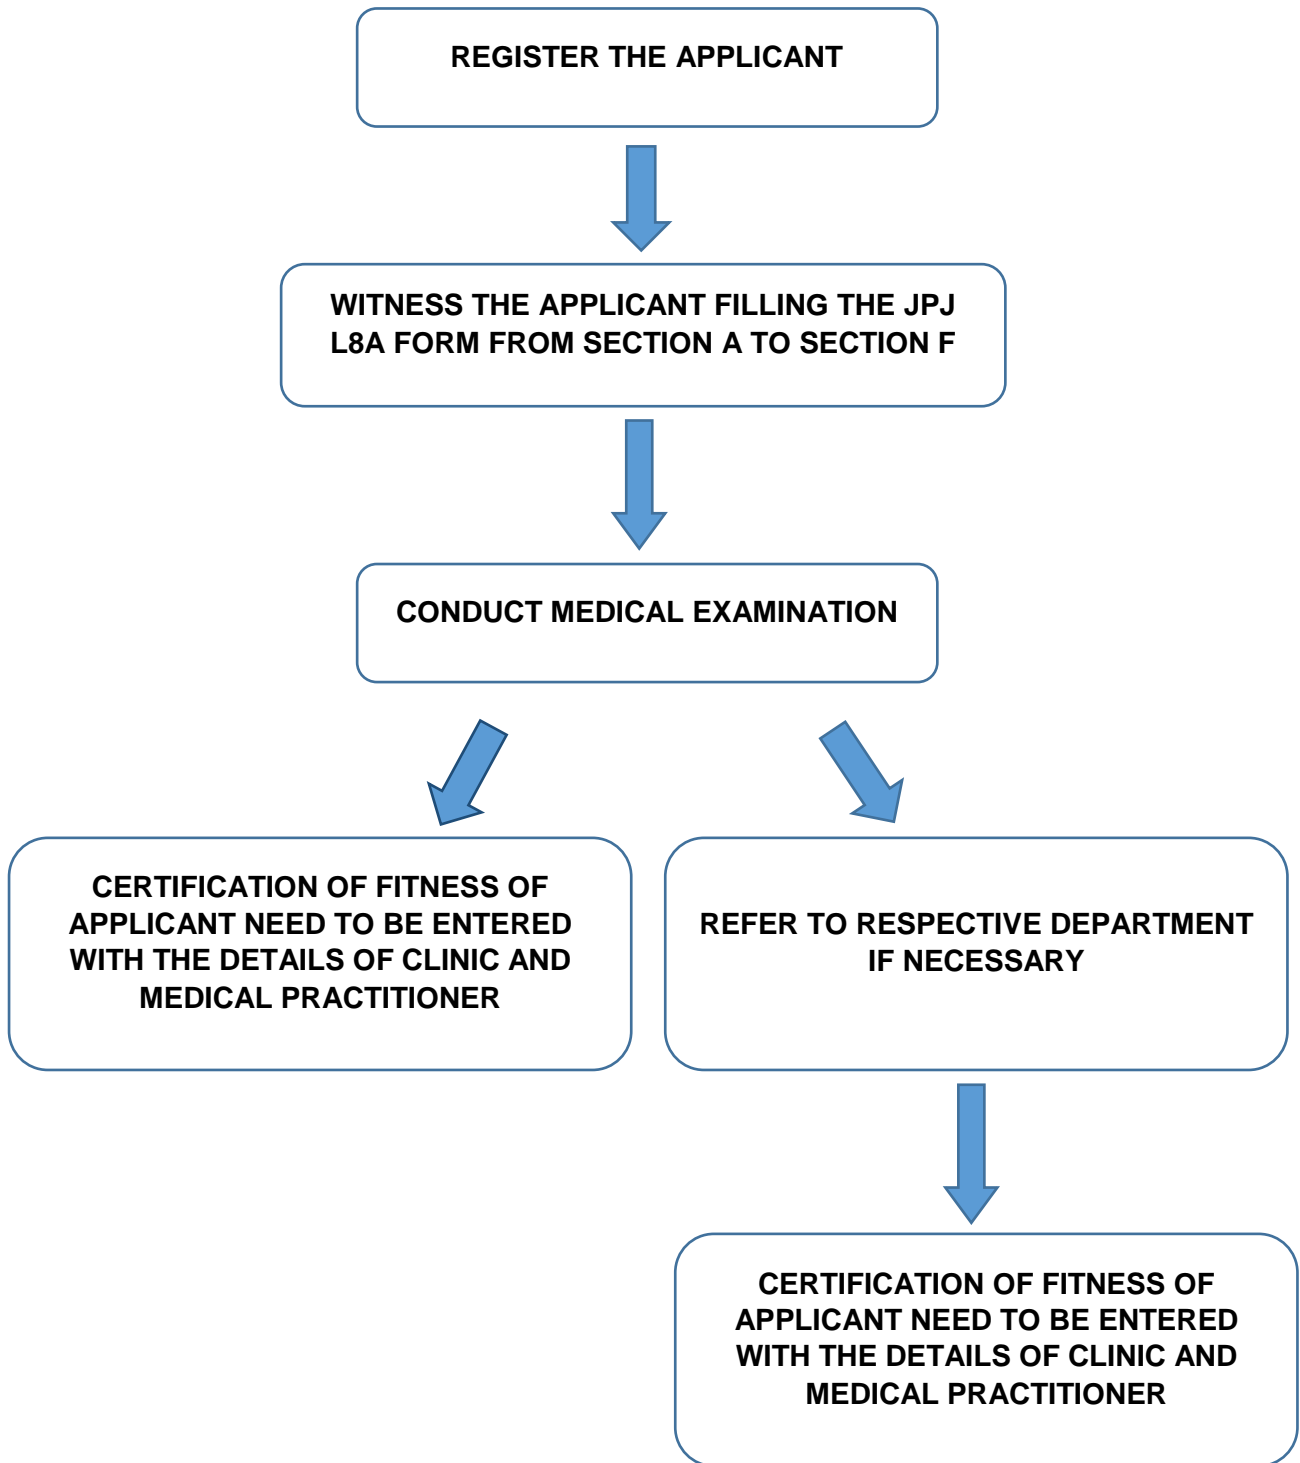 REGISTER THE APPLICANT
WITNESS THE APPLICANT FILLING THE JPJ
L8A FORM FROM SECTION A TO SECTION F
CONDUCT MEDICAL EXAMINATION
CERTIFICATION OF FITNESS OF
APPLICANT NEED TO BE ENTERED
WITH THE DETAILS OF CLINIC AND
MEDICAL PRACTITIONER
REFER TO RESPECTIVE DEPARTMENT
IF NECESSARY
CERTIFICATION OF FITNESS OF
APPLICANT NEED TO BE ENTERED
WITH THE DETAILS OF CLINIC AND
MEDICAL PRACTITIONER